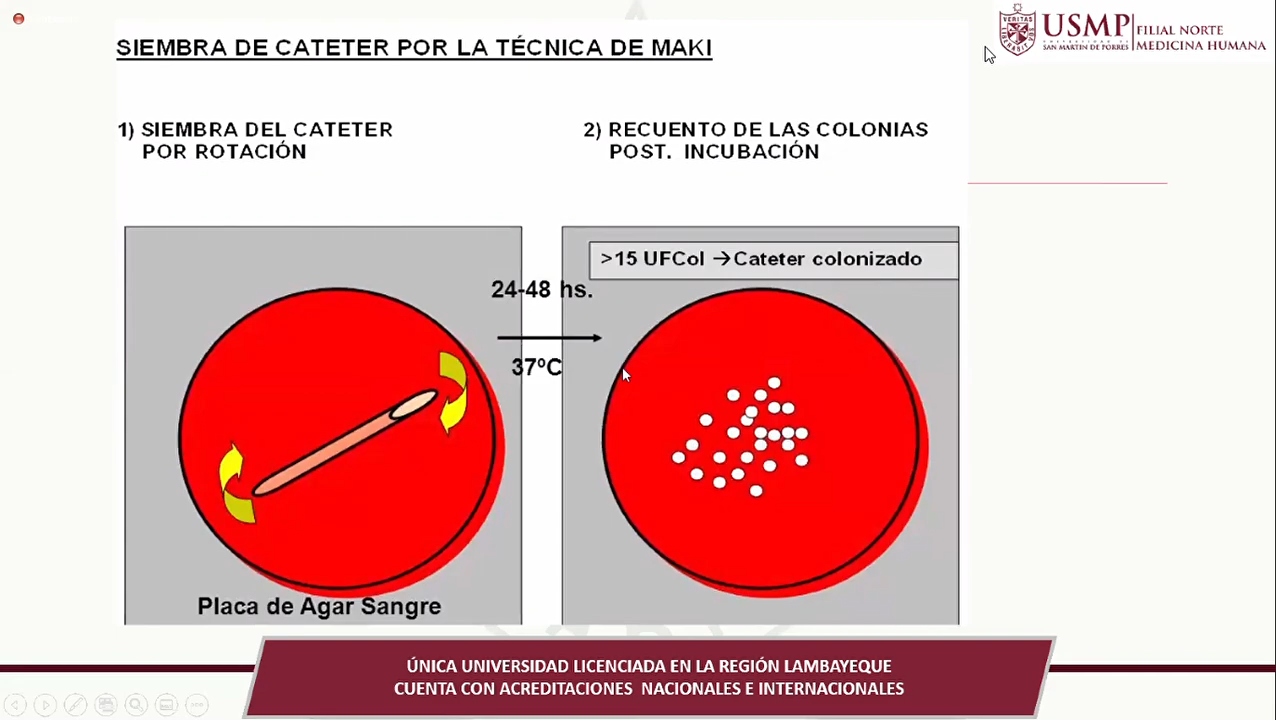 SIEMBRA DE CATETER POR LA TÉCNICA DE MAKI
USMP
UNIVERSIDAD DE
SAN MARTIN DE PORRES
FILIAL NORTE
MEDICINA HUMANA
1) SIEMBRA DEL CATETER
POR ROTACIÓN
2) RECUENTO DE LAS COLONIAS
POST. INCUBACIÓN
>15 UFCol →Cateter colonizado
24-48 hs.
37ºC
Placa de Agar Sangre
ÚNICA UNIVERSIDAD LICENCIADA EN LA REGIÓN LAMBAYEQUE
CUENTA CON ACREDITACIONES NACIONALES E INTERNACIONALES